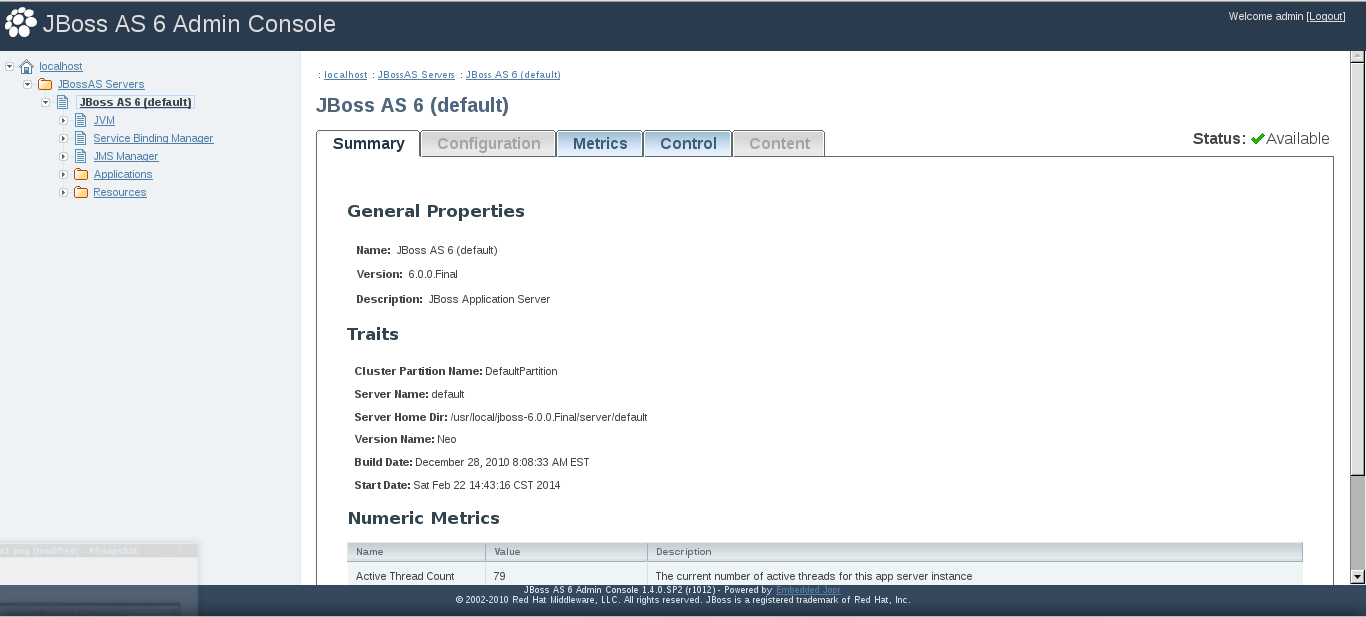 JBoss AS 6 Admin Console
Welcome admin [Logout]
localhost
JBossAS Servers
JBoss AS 6 (default)
JVM
Service Binding Manager
JMS Manager
Applications
Resources
: localhost : JBossAS Servers : JBoss AS 6 (default)
JBoss AS 6 (default)
Summary Configuration Metrics Control Content
Status: Available
General Properties
Name: JBoss AS 6 (default)
Version: 6.0.0.Final
Description: JBoss Application Server
Traits
Cluster Partition Name: DefaultPartition
Server Name: default
Server Home Dir: /usr/local/jboss-6.0.0.Final/server/default
Version Name: Neo
Build Date: December 28, 2010 8:08:33 AM EST
Start Date: Sat Feb 22 14:43:16 CST 2014
Numeric Metrics
Name Value Description
Active Thread Count 79 The current number of active threads for this app server instance
n1.png [modified] – KSnapshot
JBoss AS 6 Admin Console 1.4.0.SP2 (r1012) - Powered by Embedded Jopr
© 2002-2010 Red Hat Middleware, LLC. All rights reserved. JBoss is a registered trademark of Red Hat, Inc.